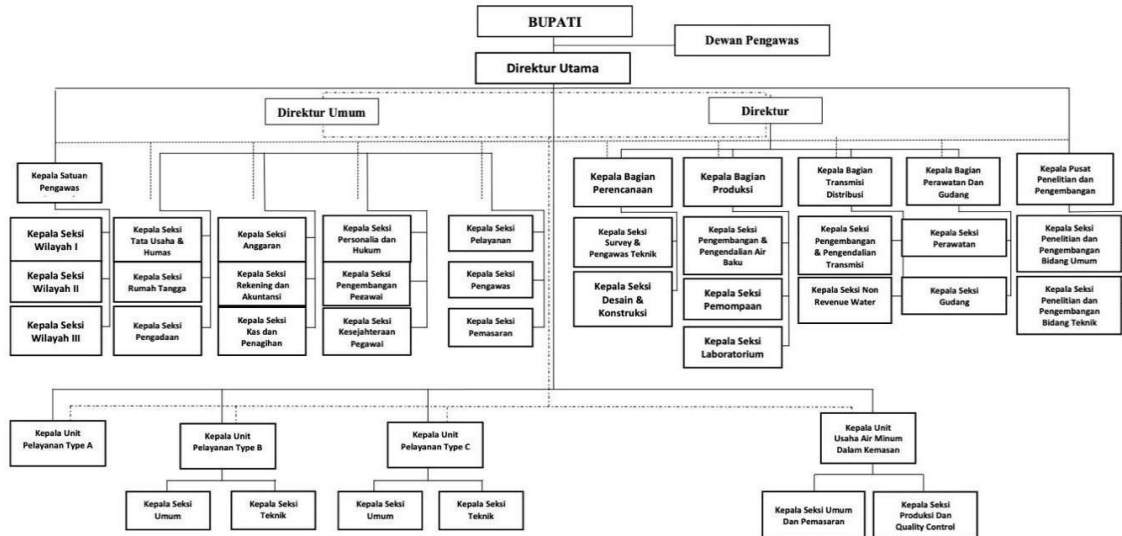 BUPATI
Dewan Pengawas
Direktur Utama
Direktur Umum
Direktur
Kepala Satuan
Pengawas
Kepala Bagian
Perencanaan
Kepala Bagian
Produksi
Kepala Bagian
Transmisi
Distribusi
Kepala Bagian
Perawatan Dan
Gudang
Kepala Pusat
Penelitian dan
Pengembangan
Kepala Seksi
Wilayah I
Kepala Seksi
Wilayah II
Kepala Seksi
Wilayah III
Kepala Seksi
Tata Usaha &
Humas
Kepala Seksi
Rumah Tangga
Kepala Seksi
Pengadaan
Kepala Seksi
Anggaran
Kepala Seksi
Rekening dan
Akuntansi
Kepala Seksi
Kas dan
Penagihan
Kepala Seksi
Personalia dan
Hukum
Kepala Seksi
Pengembangan
Pegawai
Kepala Seksi
Kesejahteraan
Pegawai
Kepala Seksi
Pelayanan
Kepala Seksi
Pengawas
Kepala Seksi
Pemasaran
Kepala Seksi
Survey &
Pengawas Teknik
Kepala Seksi
Desain &
Konstruksi
Kepala Seksi
Pengembangan &
Pengendalian Air
Baku
Kepala Seksi
Pemompaan
Kepala Seksi
Laboratorium
Kepala Seksi
Pengembangan
& Pengendalian
Transmisi
Kepala Seksi Non
Revenue Water
Kepala Seksi
Perawatan
Kepala Seksi
Gudang
Kepala Seksi
Penelitian dan
Pengembangan
Bidang Umum
Kepala Seksi
Penelitian dan
Pengembangan
Bidang Teknik
Kepala Unit
Pelayanan Type A
Kepala Unit
Pelayanan Type B
Kepala Unit
Pelayanan Type C
Kepala Unit
Usaha Air Minum
Dalam Kemasan
Kepala Seksi
Umum
Kepala Seksi
Teknik
Kepala Seksi
Umum
Kepala Seksi
Teknik
Kepala Seksi Umum
Dan Pemasaran
Kepala Seksi
Produksi Dan
Quality Control